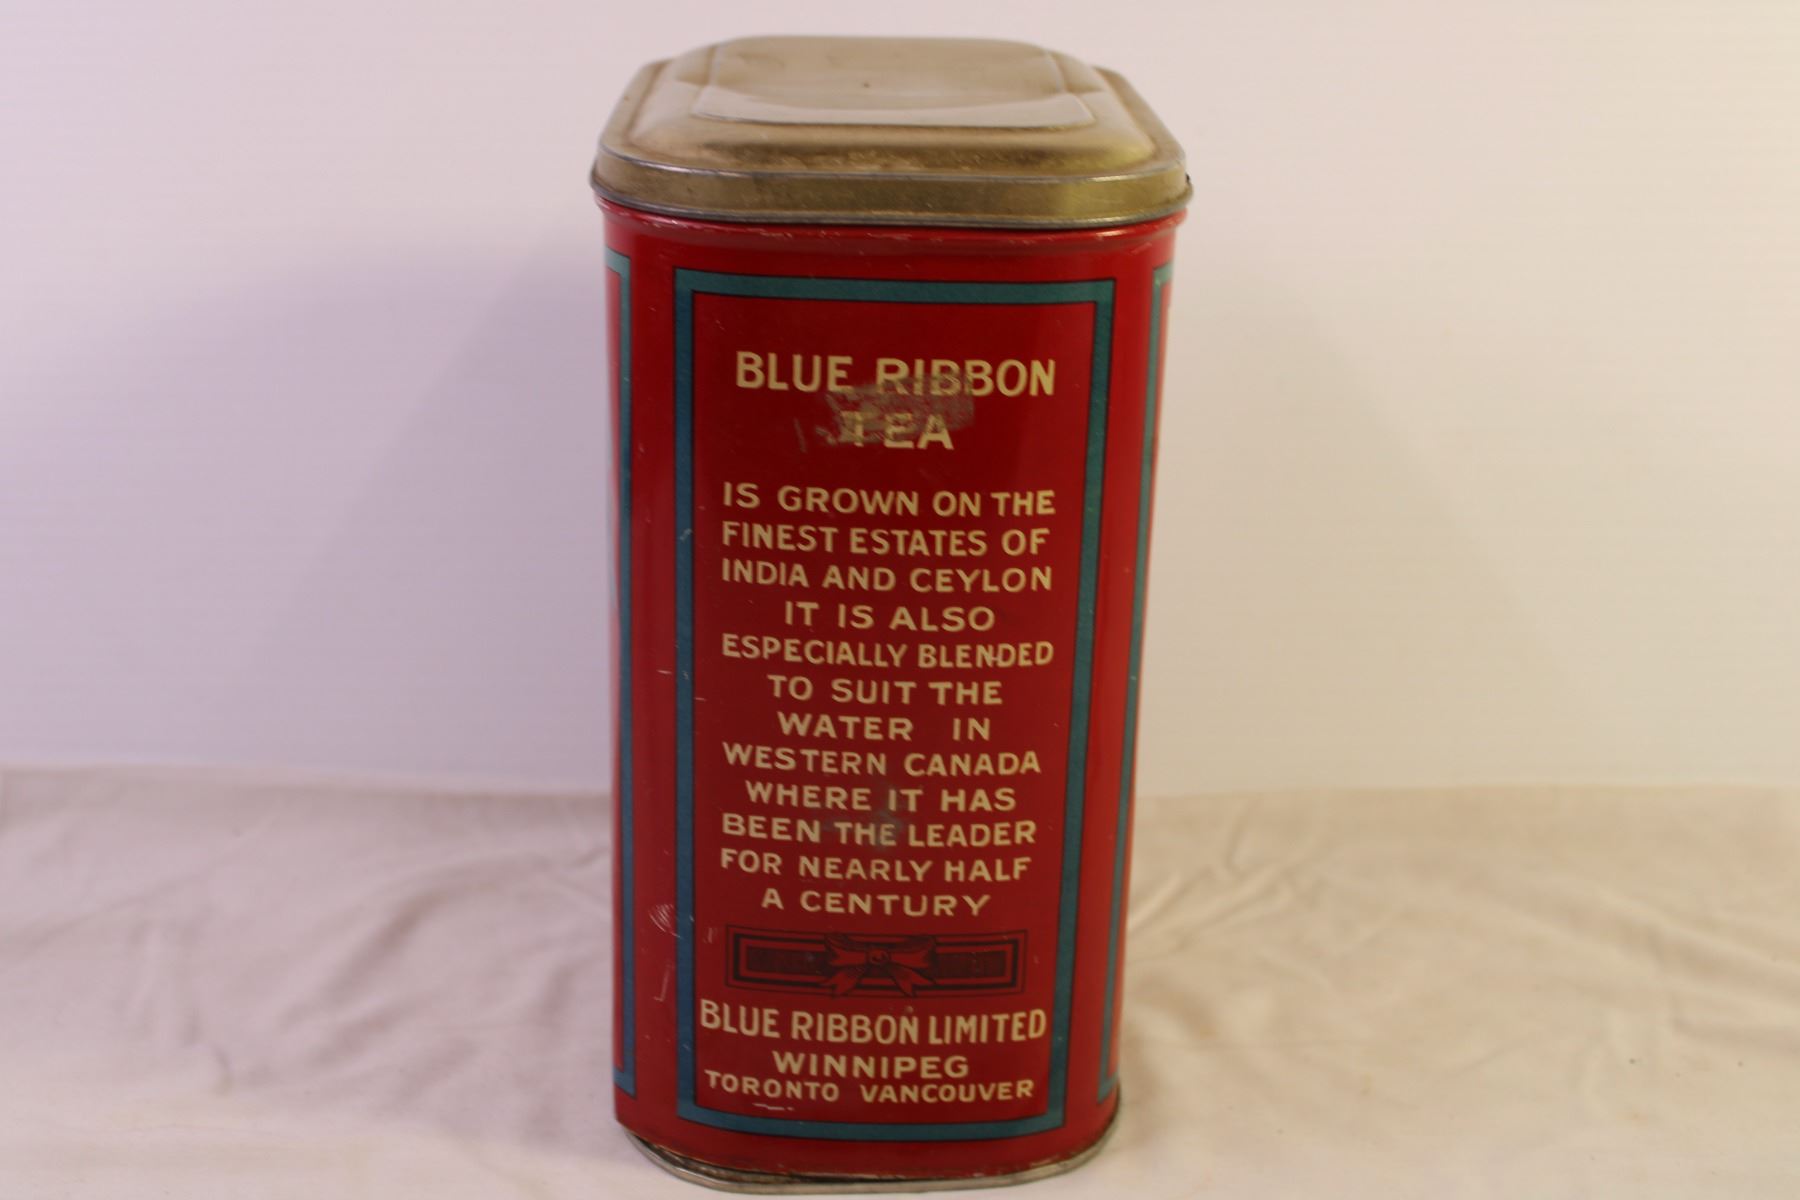 BLUE RIBBON
TEA
IS GROWN ON THE
FINEST ESTATES OF
INDIA AND CEYLON
IT IS ALSO
ESPECIALLY BLENDED
TO SUIT THE
WATER IN
WESTERN CANADA
WHERE IT HAS
BEEN THE LEADER
FOR NEARLY HALF
A CENTURY
BLUE RIBBON LIMITED
WINNIPEG
TORONTO VANCOUVER